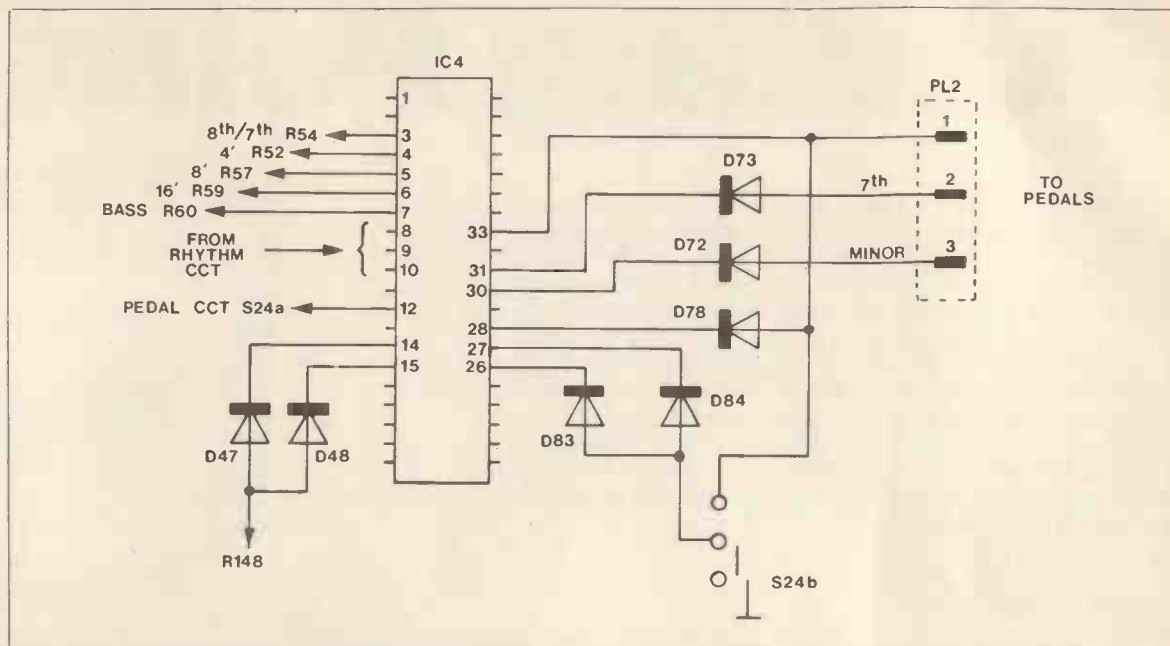 IC4
PL2
1
8th/7th R54
3
4' R52
4
8' R57
5
16' R59
6
BASS R60
7
8
FROM
RHYTHM
CCT
9
10
PEDAL CCT S24a
12
14
15
33
31
30
28
27
26
D73
7th
D72
MINOR
D78
1
2
3
TO
PEDALS
D84
D83
D47
D48
R148
S24b